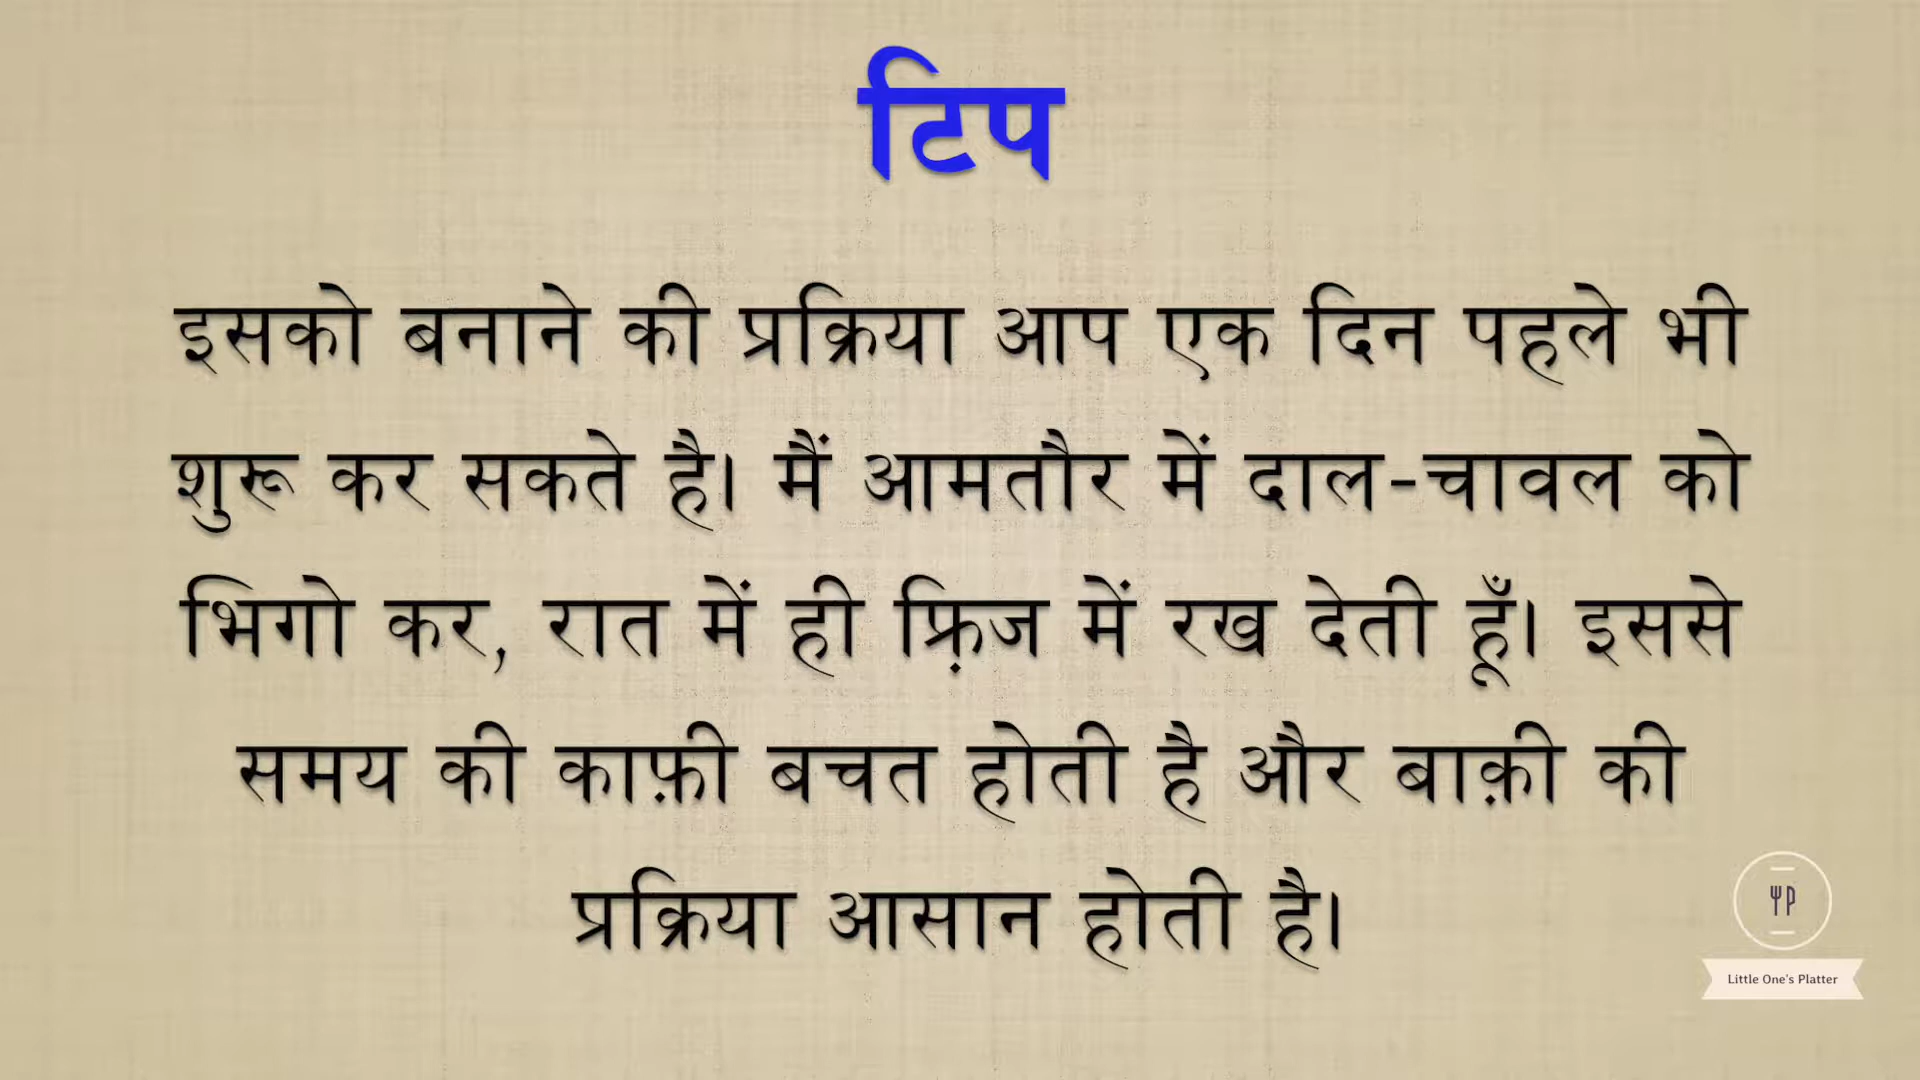 टिप
इसको बनाने की प्रक्रिया आप एक दिन पहले भी
शुरू कर सकते है। मैं आमतौर में दाल-चावल को
भिगो कर, रात में ही फ़्रिज में रख देती हूँ। इससे
समय की काफ़ी बचत होती है और बाक़ी की
प्रक्रिया आसान होती है।
Little One's Platter